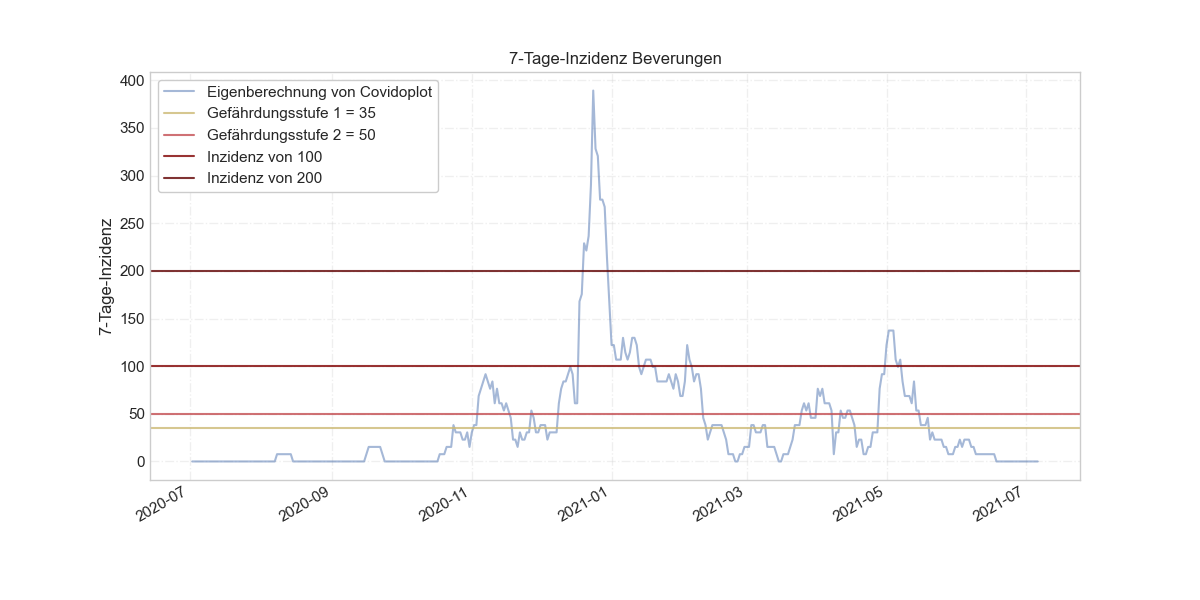 7-Tage-Inzidenz Beverungen
400
350
300
250
200
150
100
50
0
7-Tage-Inzidenz
Eigenberechnung von Covidoplot
Gefährdungsstufe 1 = 35
Gefährdungsstufe 2 = 50
Inzidenz von 100
Inzidenz von 200
2020-07
2020-09
2020-11
2021-01
2021-03
2021-05
2021-07